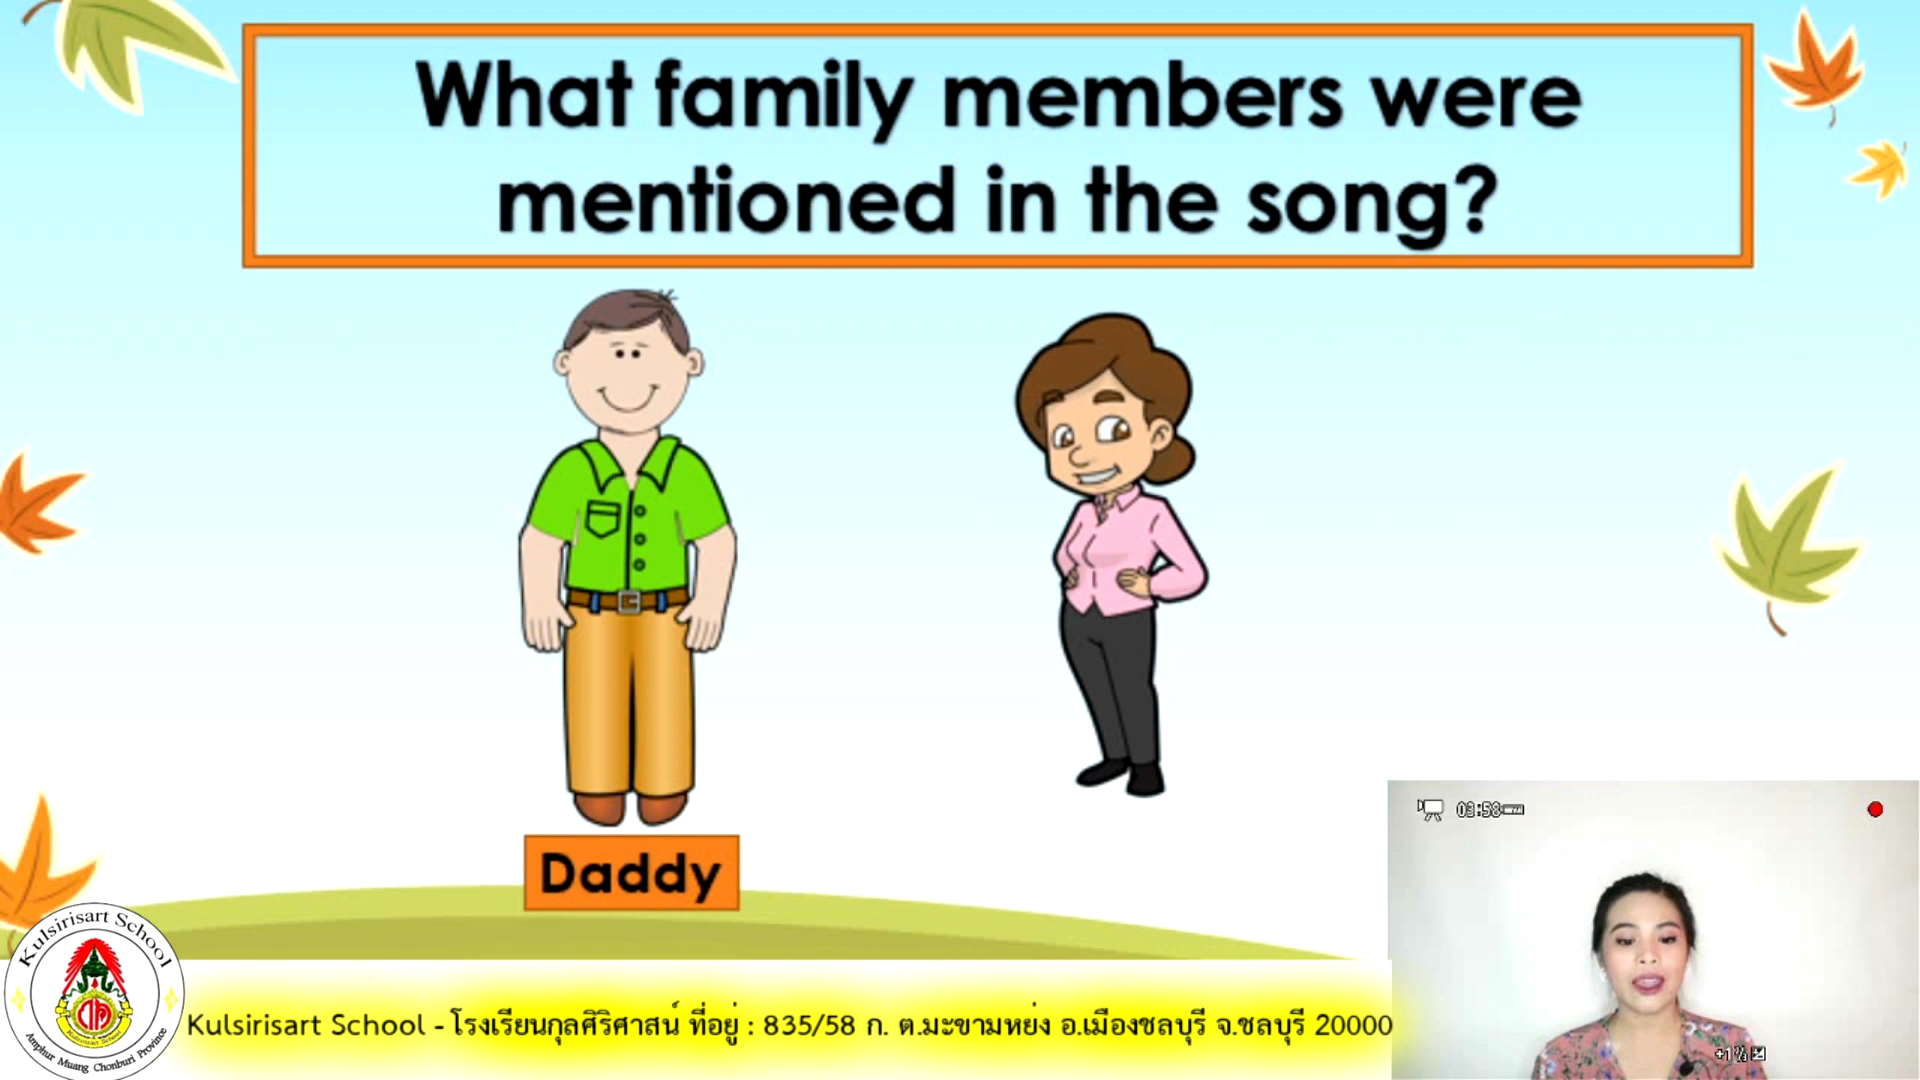 What family members were
mentioned in the song?
Daddy
03:58
Kulsirisart School
Amphur Muang Chonburi Province
Kulsirisart School - โรงเรียนกุลศิริศาสน์ ที่อยู่ : 835/58 ก. ต.มะขามหย่ง อ.เมืองชลบุรี จ.ชลบุรี 20000